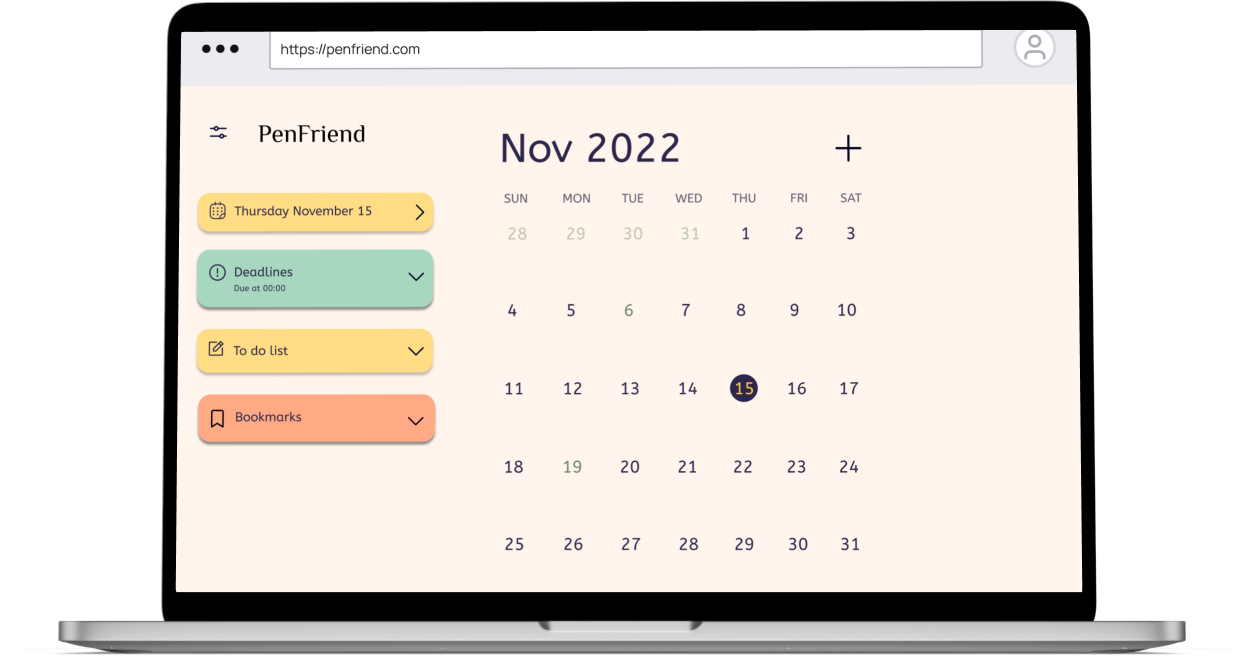 https://penfriend.com
PenFriend
Thursday November 15
Deadlines
Due at 00:00
To do list
Bookmarks
Nov 2022
SUN MON TUE WED THU FRI SAT
28 29 30 31 1 2 3
4 5 6 7 8 9 10
11 12 13 14 15 16 17
18 19 20 21 22 23 24
25 26 27 28 29 30 31